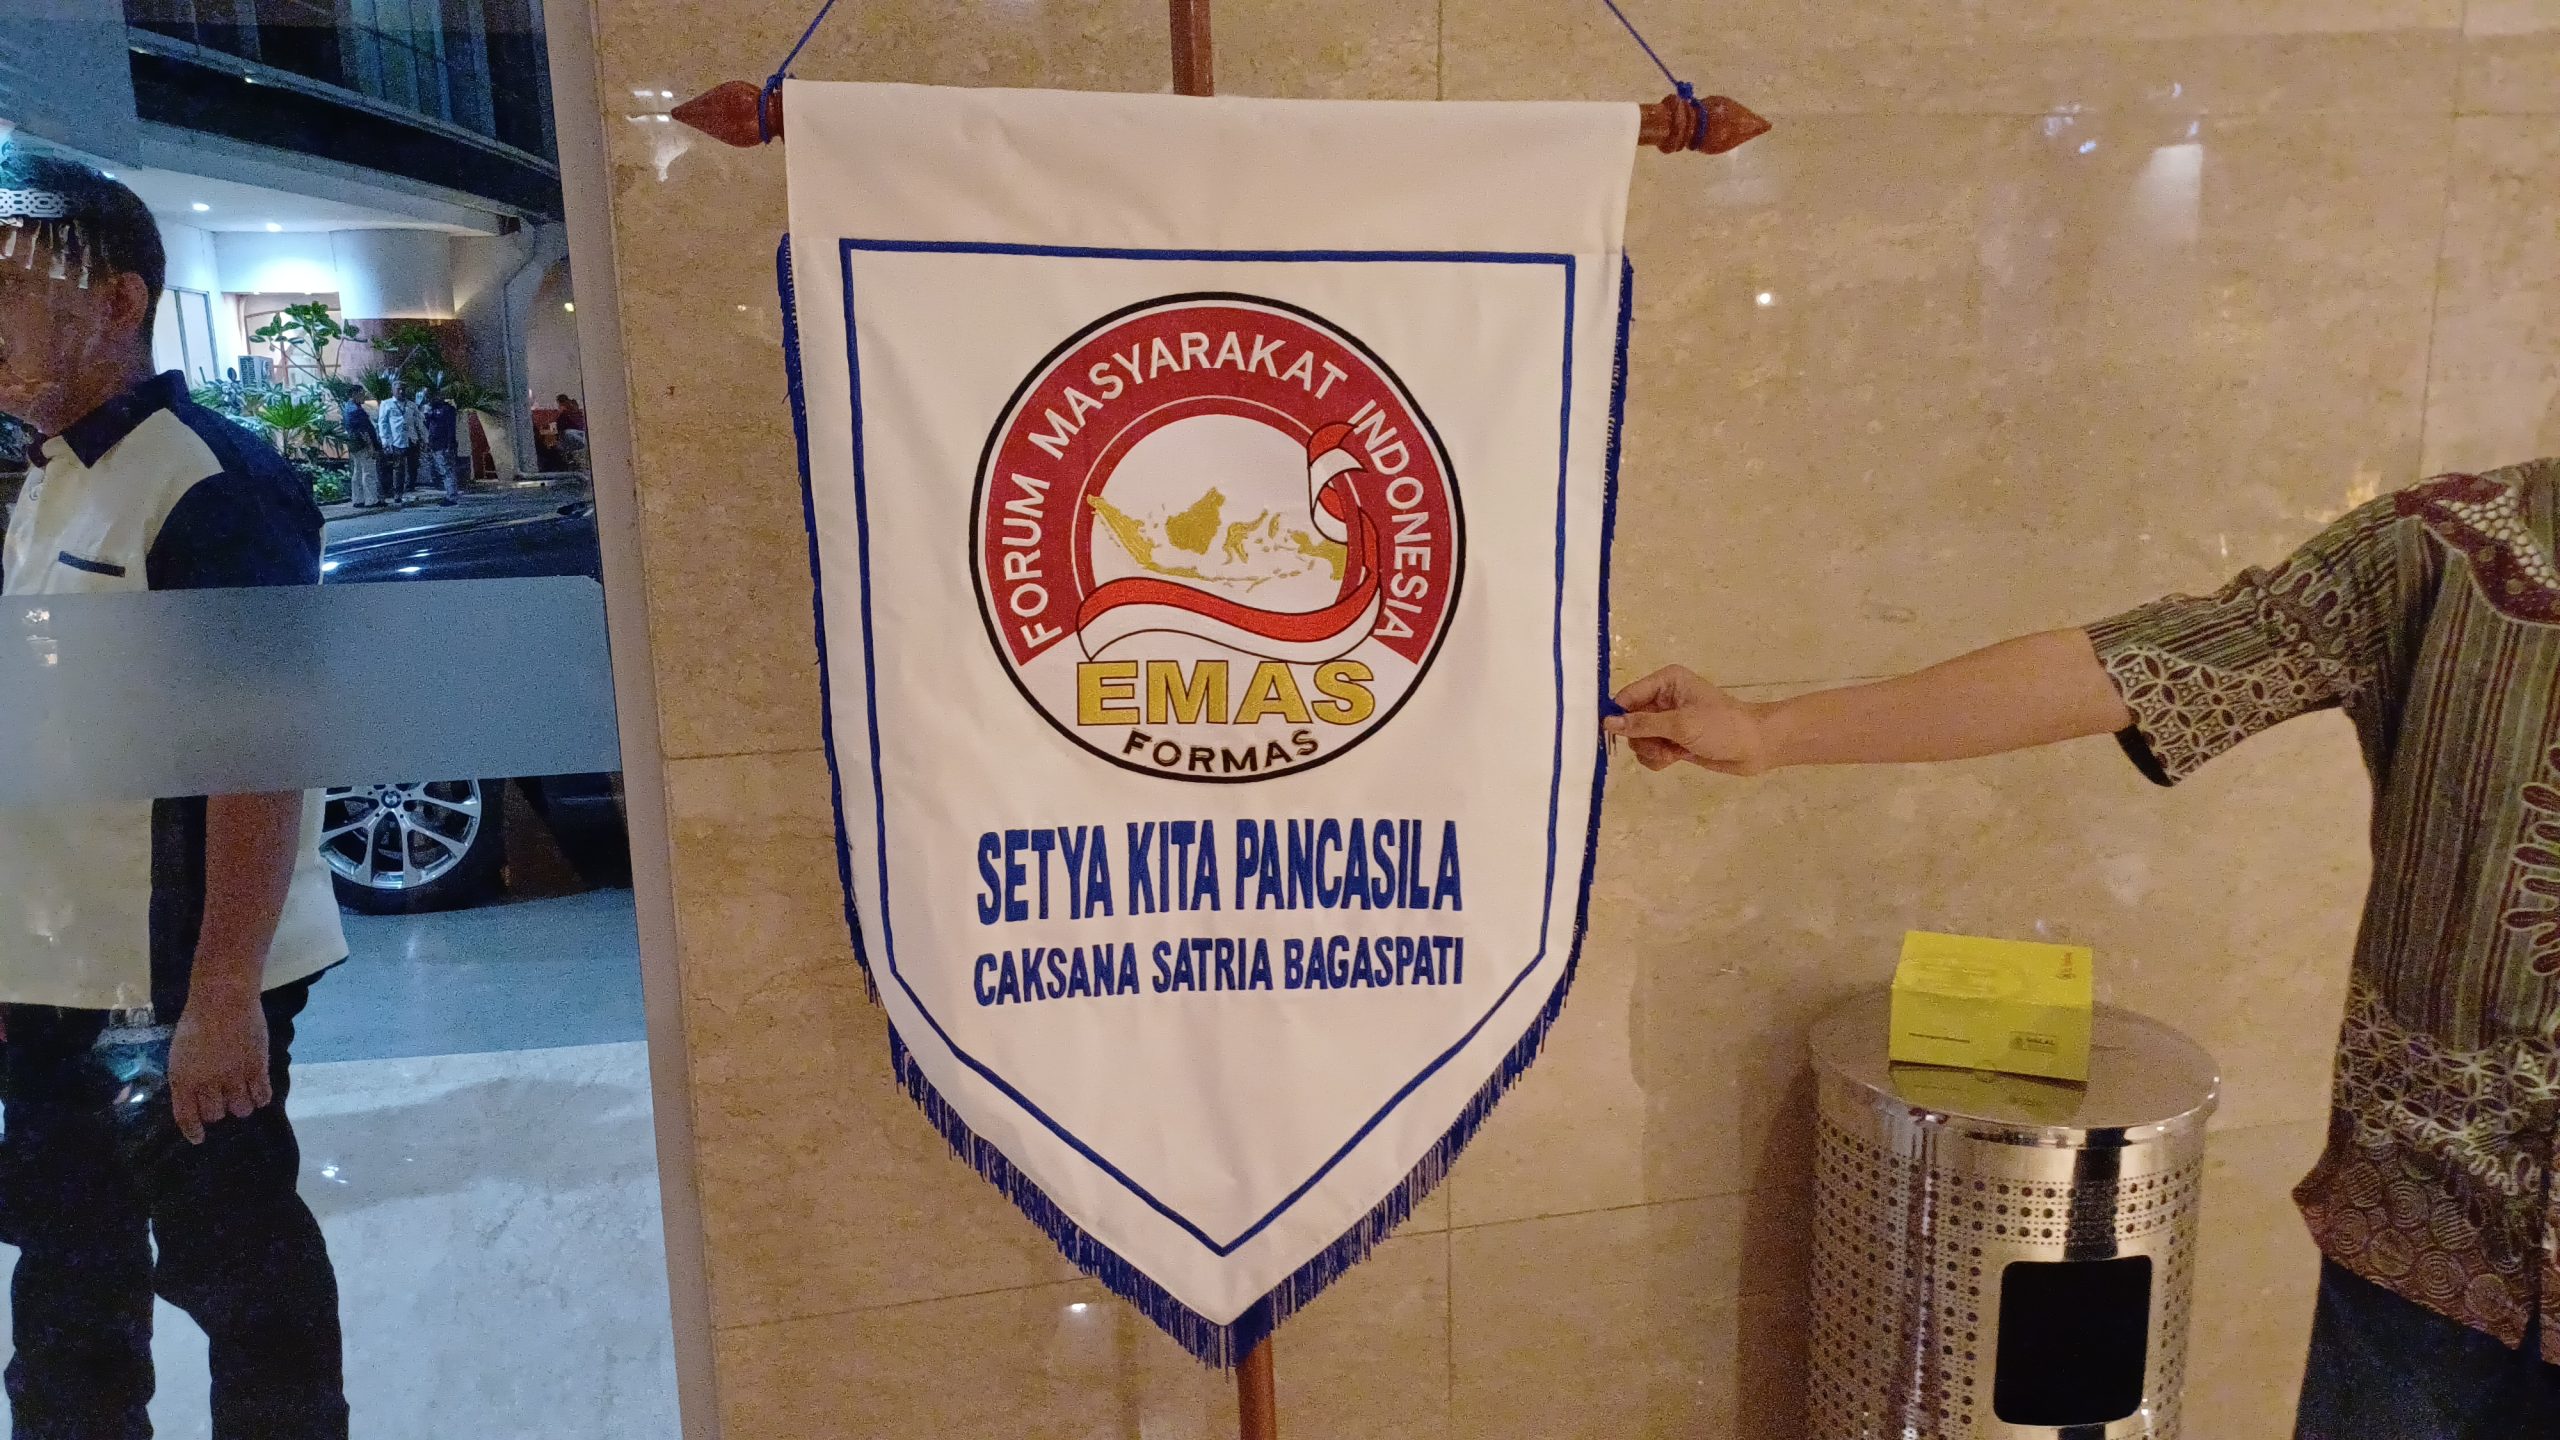 FORUM MASYARAKAT INDONESIA
EMAS
FORMAS
SETYA KITA PANCASILA
CAKSANA SATRIA BAGASPATI